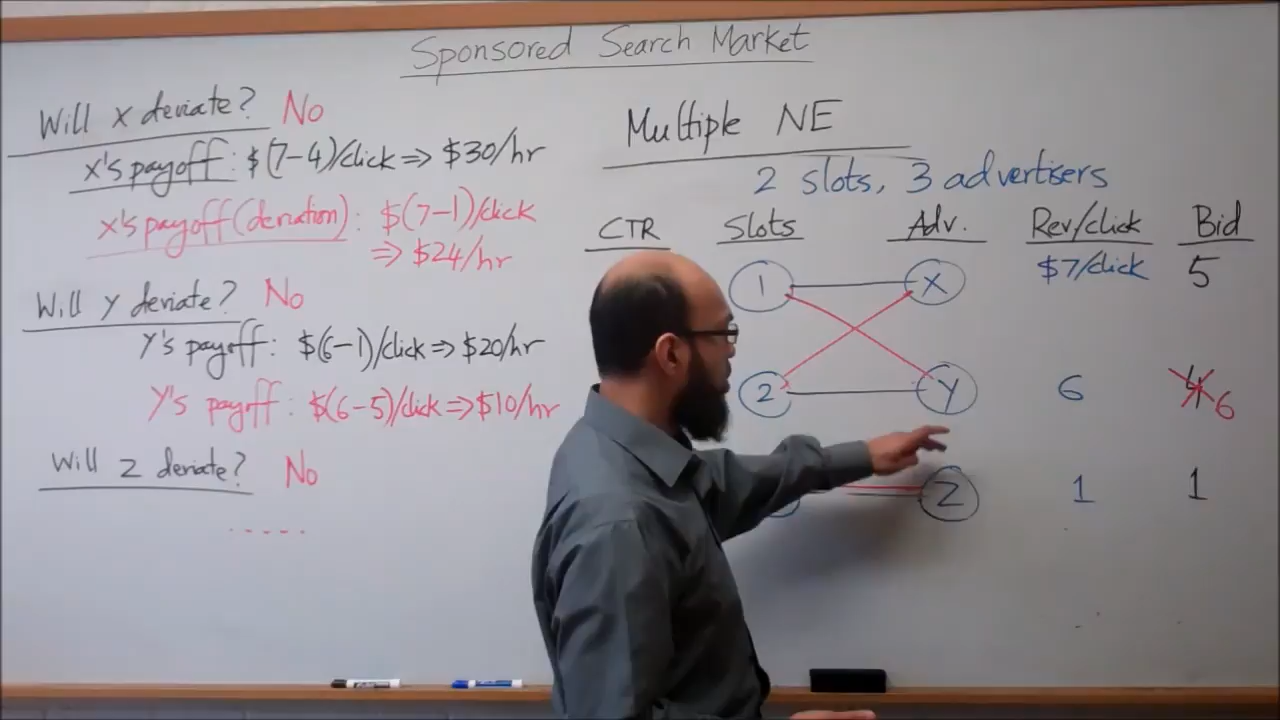 Sponsored Search Market
Will x deviate? No
x's payoff: $(7-4)/click ⇒ $30/hr
x's payoff (deviation): $(7-1)/click
⇒ $24/hr
Will y deviate? No
y's payoff: $(6-1)/click ⇒ $20/hr
y's payoff: $(6-5)/click ⇒ $10/hr
Will z deviate? No
.....
Multiple NE
2 slots, 3 advertisers
CTR Slots Adv. Rev/click Bid
1 x $7/click 5
2 y 6 4 6
z 1 1